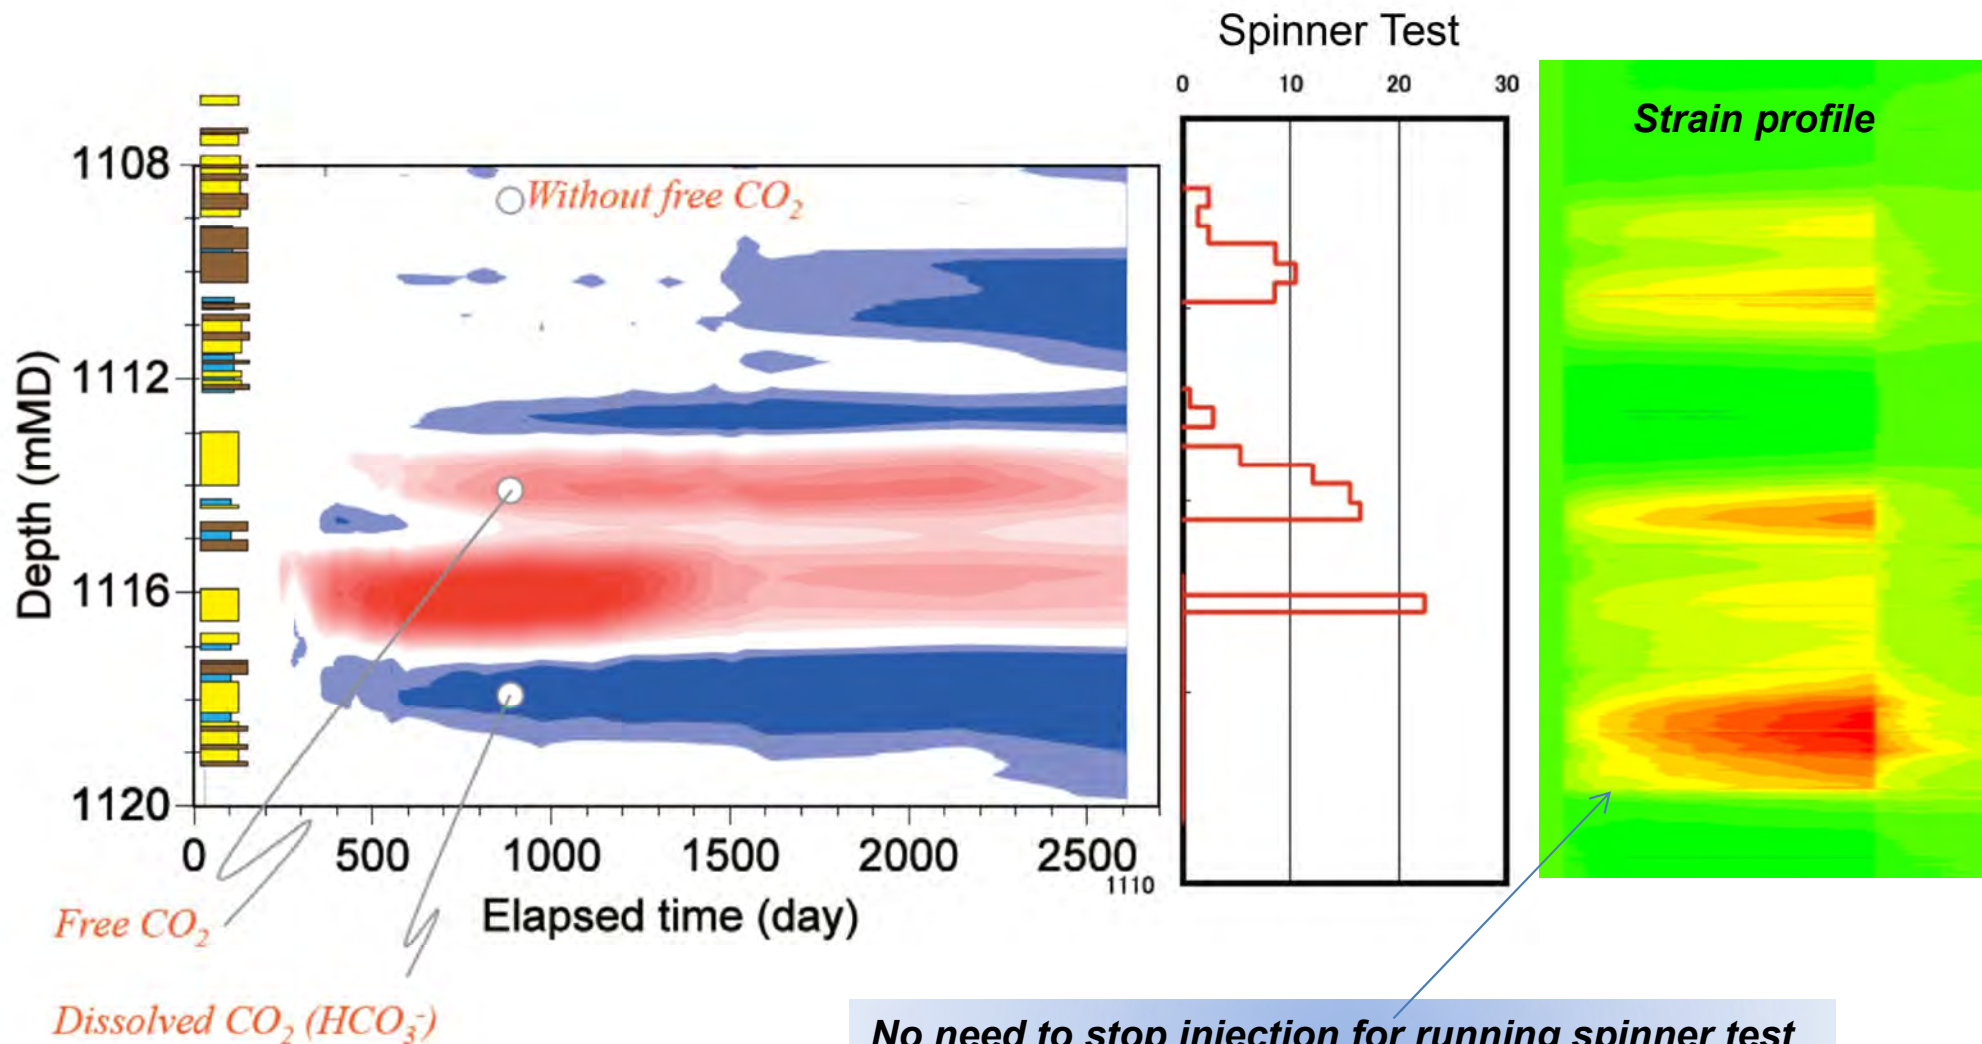 Spinner Test
0 10 20 30
Strain profile
Without free CO₂
1108
1112
1116
1120
Depth (mMD)
0 500 1000 1500 2000 2500
1110
Elapsed time (day)
Free CO₂
Dissolved CO₂ (HCO₃⁻)
No need to stop injection for running spinner test